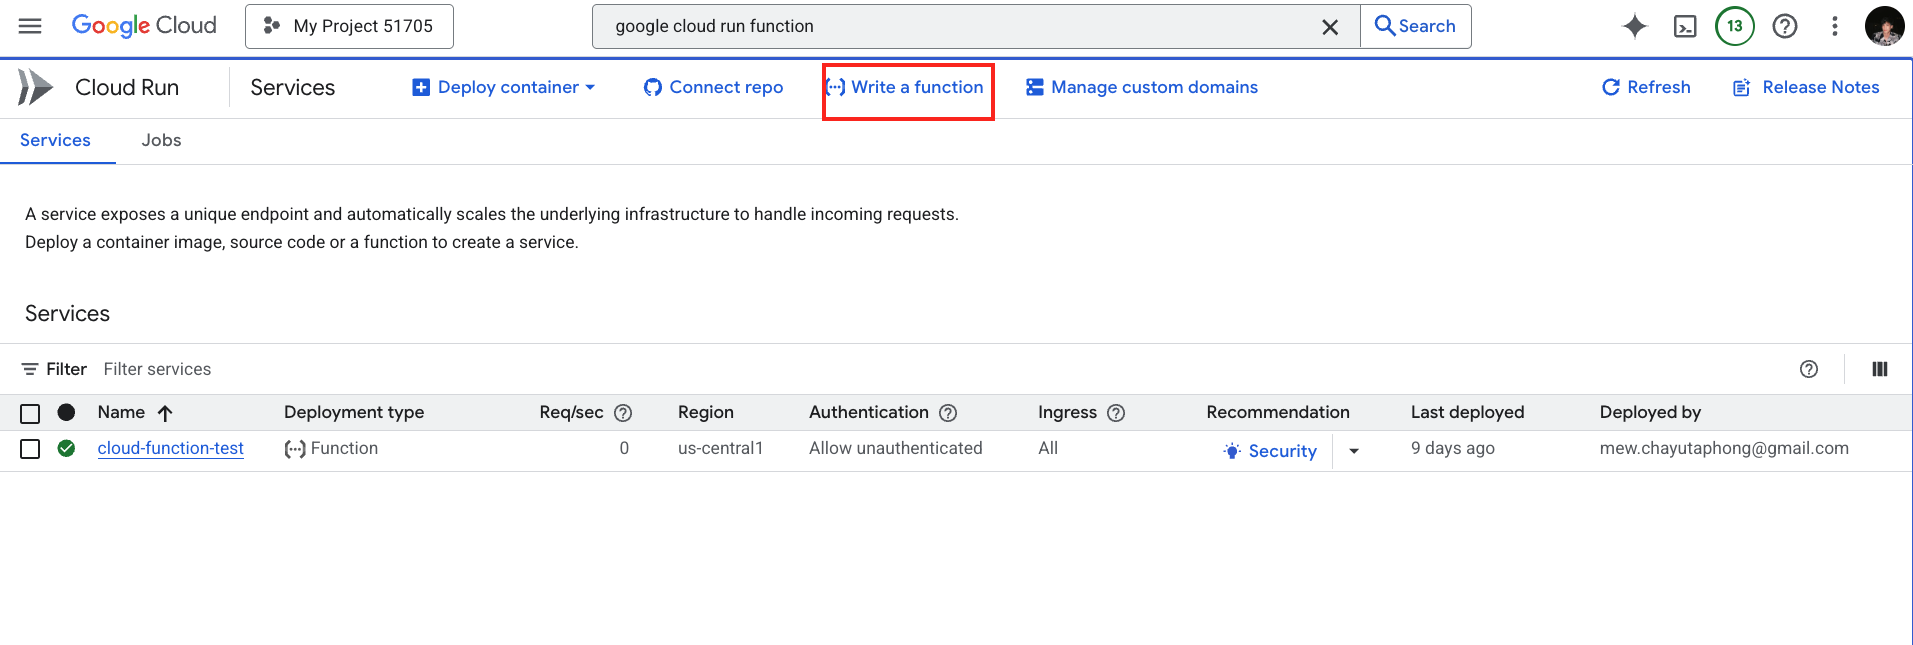 Google Cloud My Project 51705 google cloud run function Search 13
Cloud Run Services Deploy container Connect repo Write a function Manage custom domains Refresh Release Notes
Services Jobs
A service exposes a unique endpoint and automatically scales the underlying infrastructure to handle incoming requests.
Deploy a container image, source code or a function to create a service.
Services
Filter Filter services
Name Deployment type Req/sec Region Authentication Ingress Recommendation Last deployed Deployed by
cloud-function-test Function 0 us-central1 Allow unauthenticated All Security 9 days ago mew.chayutaphong@gmail.com